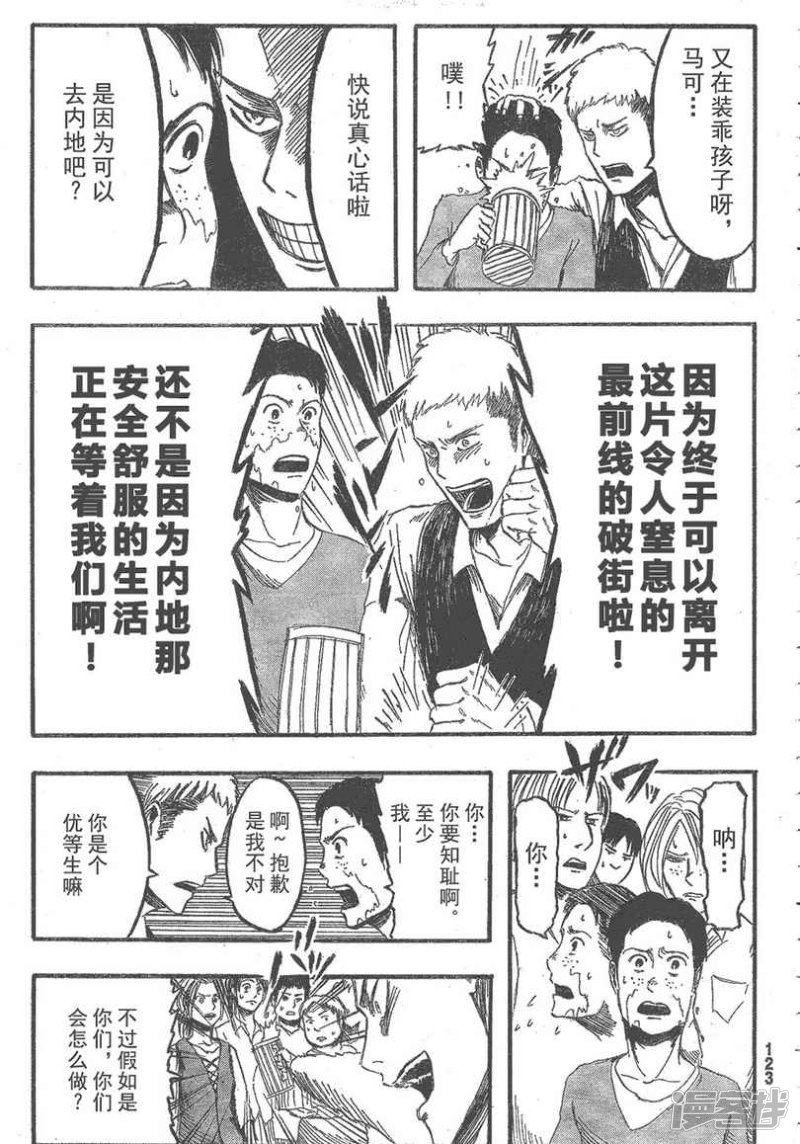 又在装乖孩子呀，
马可…
噗！！
快说真心话啦
是因为可以
去内地吧？
因为终于可以离开
这片令人窒息的
最前线的破街啦！
还不是因为内地那
安全舒服的生活
正在等着我们啊！
呐…
你…
你…
你要知耻啊。
至少
我——
啊～抱歉
是我不对
你是个
优等生嘛
不过假如是
你们，你们
会怎么做？
123
漫客栈